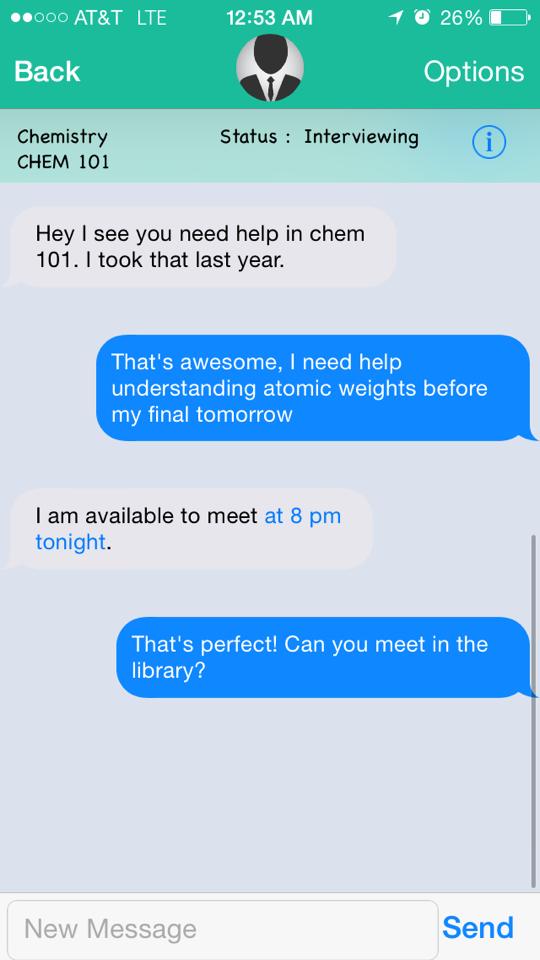 AT&T LTE 12:53 AM 26%
Back Options
Chemistry Status : Interviewing
CHEM 101
Hey I see you need help in chem
101. I took that last year.
That's awesome, I need help
understanding atomic weights before
my final tomorrow
I am available to meet at 8 pm
tonight.
That's perfect! Can you meet in the
library?
New Message Send